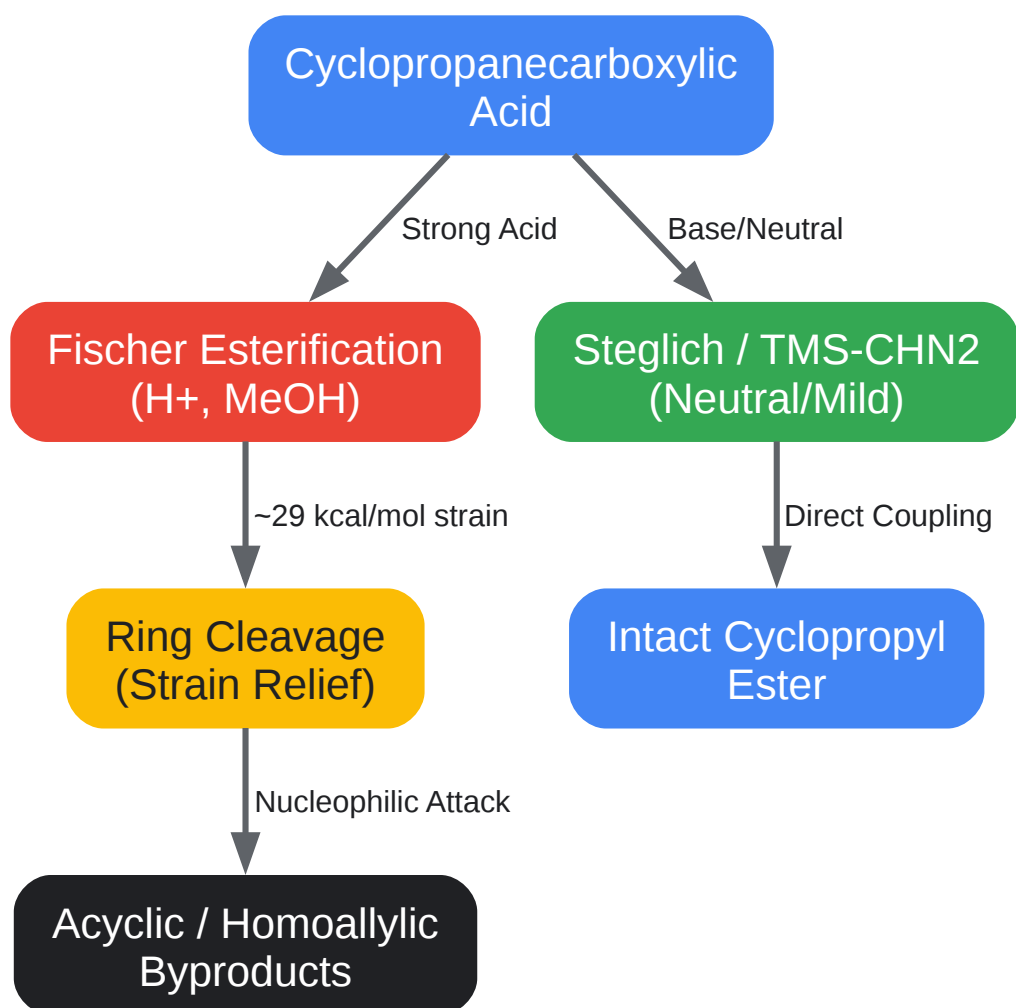 Cyclopropanecarboxylic
Acid
Strong Acid
Base/Neutral
Fischer Esterification
(H+, MeOH)
Steglich / TMS-CHN2
(Neutral/Mild)
~29 kcal/mol strain
Direct Coupling
Ring Cleavage
(Strain Relief)
Intact Cyclopropyl
Ester
Nucleophilic Attack
Acyclic / Homoallylic
Byproducts